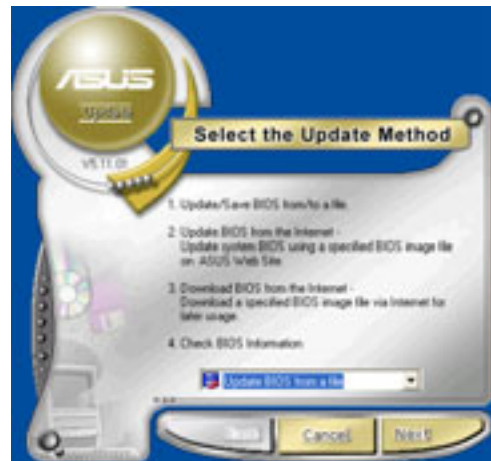 ASUS
Update
V5.11.01
Select the Update Method
1. Update/Save BIOS from/to a file
2. Update BIOS from the Internet -
Update system BIOS using a specified BIOS image file
on ASUS Web Site
3. Download BIOS from the Internet -
Download a specified BIOS image file via Internet for
later usage.
4. Check BIOS Information
Update BIOS from a file
Cancel
Next